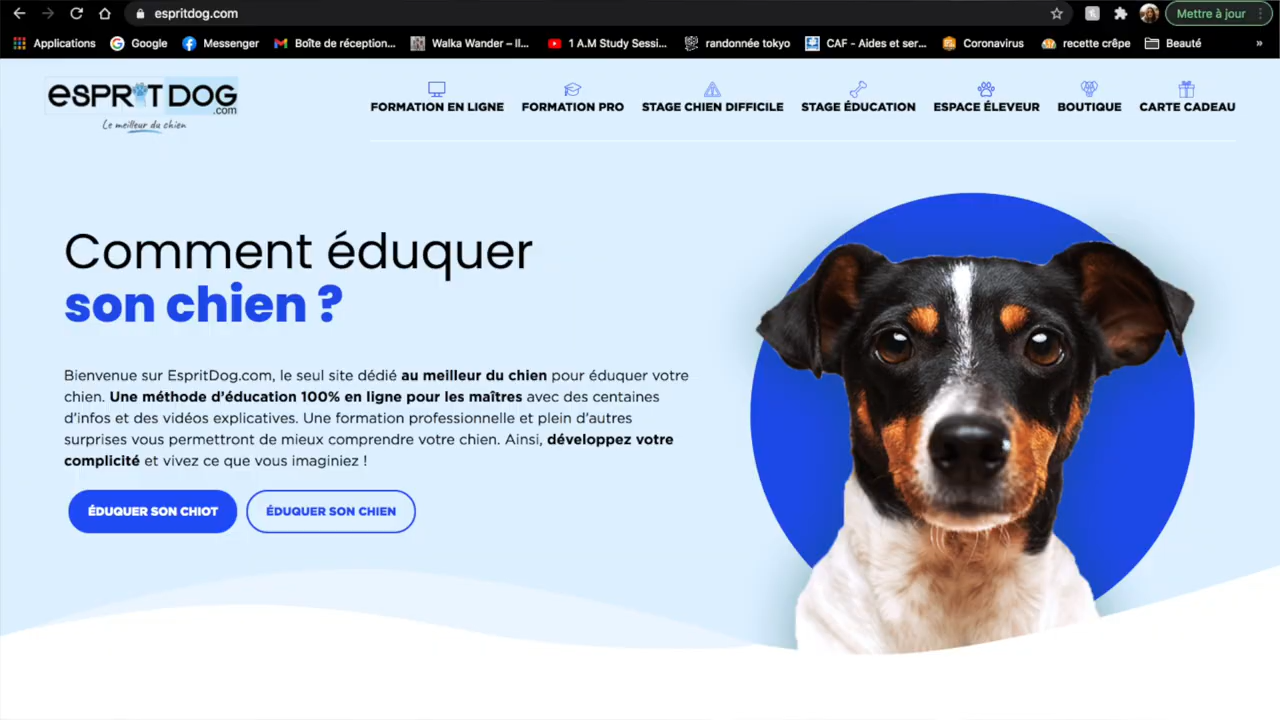 espritdog.com
Mettre à jour
Applications
Google
Messenger
Boîte de réception...
Walka Wander – Il...
1 A.M Study Sessi...
randonnée tokyo
CAF - Aides et ser...
Coronavirus
recette crêpe
Beauté
»
ESPRIT DOG
.com
Le meilleur du chien
FORMATION EN LIGNE
FORMATION PRO
STAGE CHIEN DIFFICILE
STAGE ÉDUCATION
ESPACE ÉLEVEUR
BOUTIQUE
CARTE CADEAU
Comment éduquer
son chien ?
Bienvenue sur EspritDog.com, le seul site dédié au meilleur du chien pour éduquer votre
chien. Une méthode d'éducation 100% en ligne pour les maîtres avec des centaines
d'infos et des vidéos explicatives. Une formation professionnelle et plein d'autres
surprises vous permettront de mieux comprendre votre chien. Ainsi, développez votre
complicité et vivez ce que vous imaginiez !
ÉDUQUER SON CHIOT
ÉDUQUER SON CHIEN